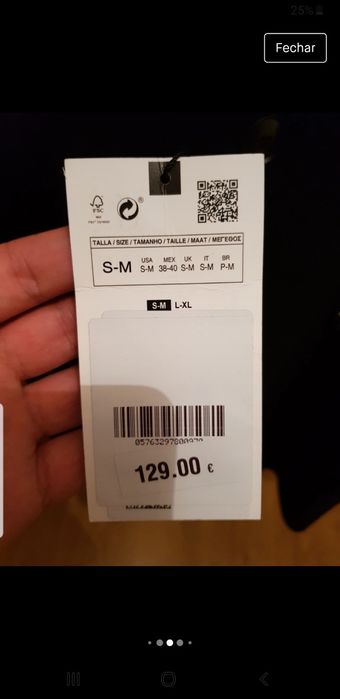 25%
Fechar
FSC
TALLA / SIZE / TAMANHO / TAILLE / MAAT / ΜΕΓΕΘΟΣ
S-M
USA MEX UK IT BR
S-M 38-40 S-M S-M P-M
S-M L-XL
129.00 €